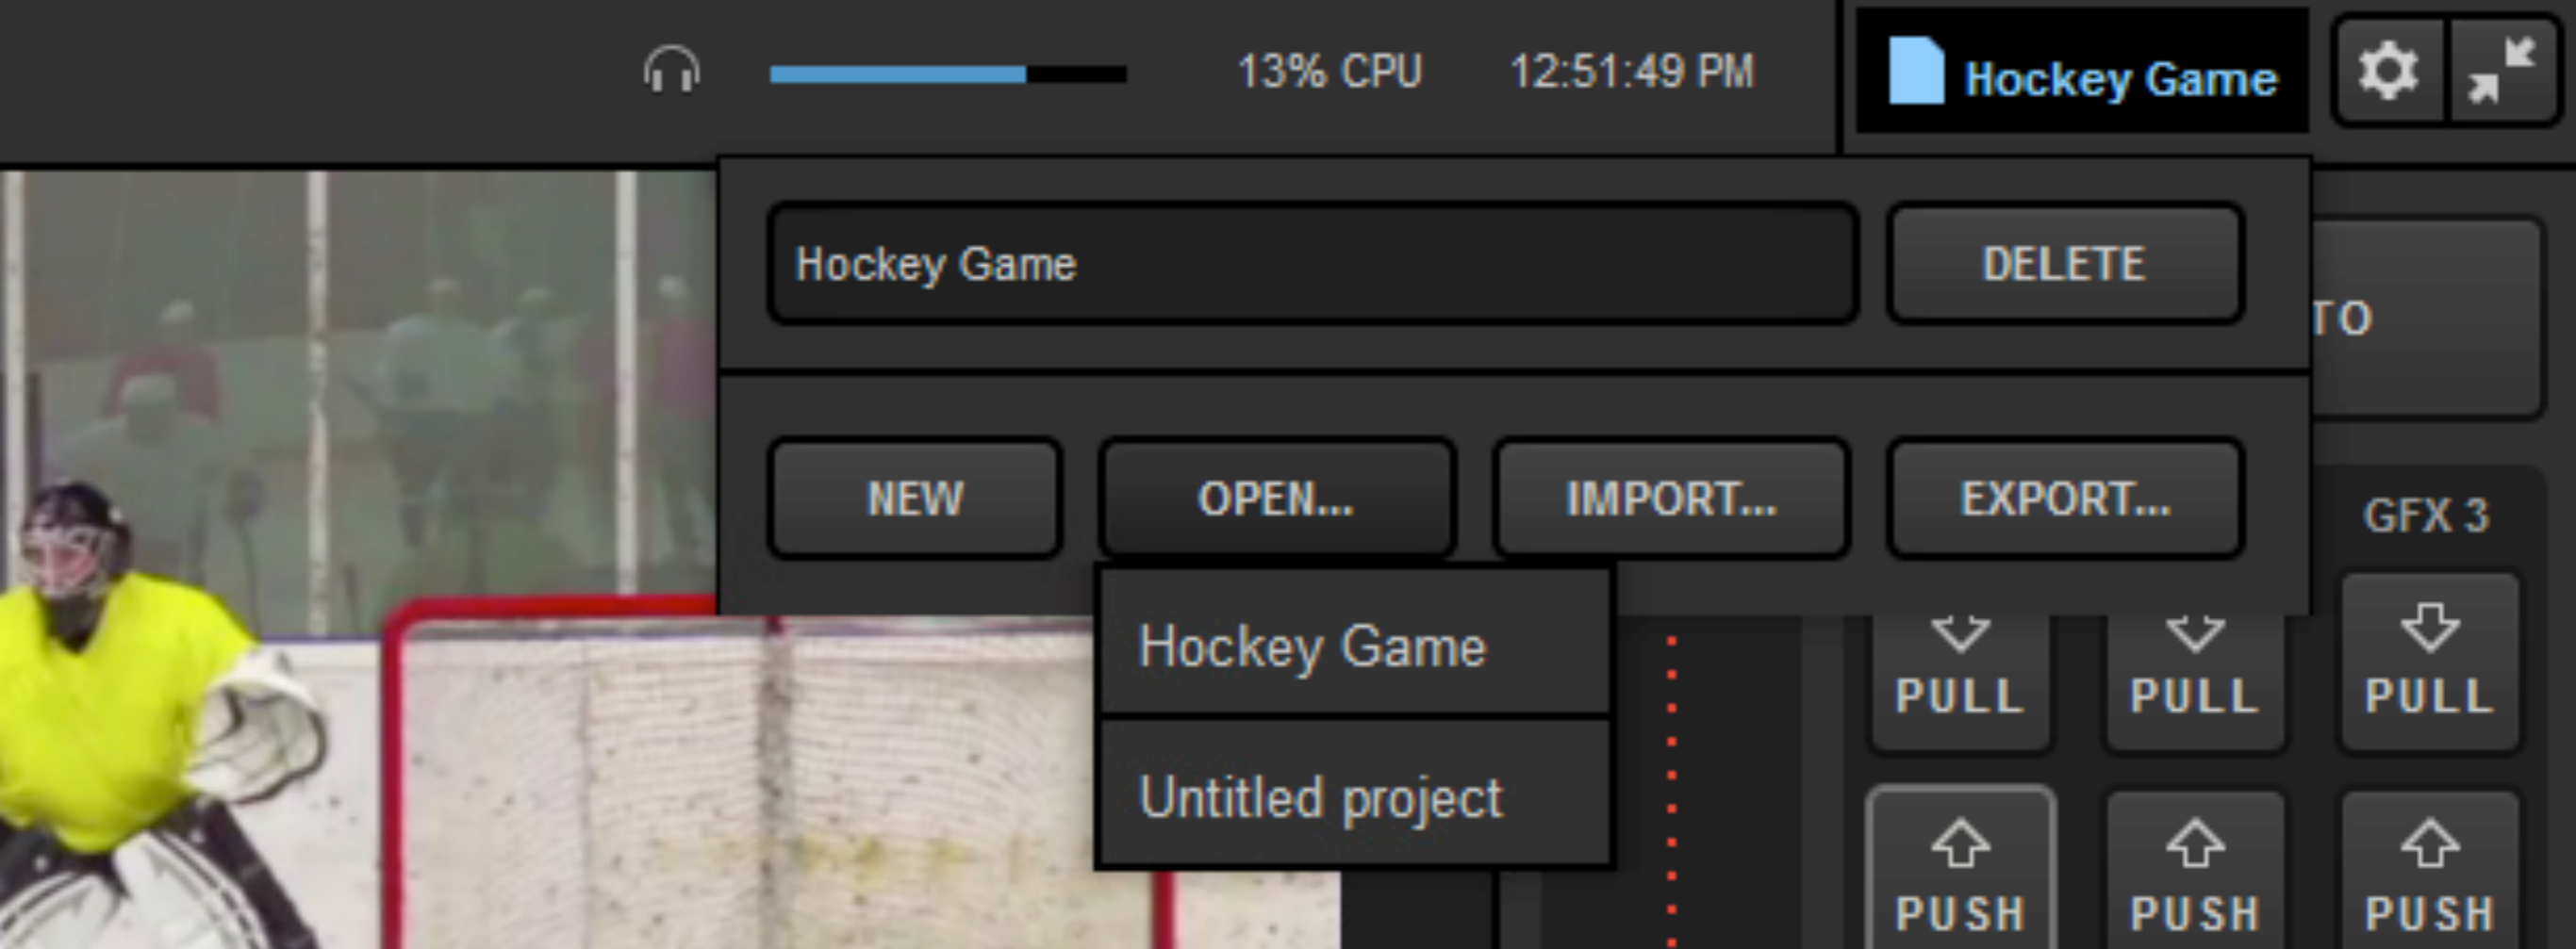 13% CPU 12:51:49 PM Hockey Game
Hockey Game DELETE
TO
NEW OPEN... IMPORT... EXPORT...
GFX 3
Hockey Game
PULL PULL PULL
Untitled project
PUSH PUSH PUSH